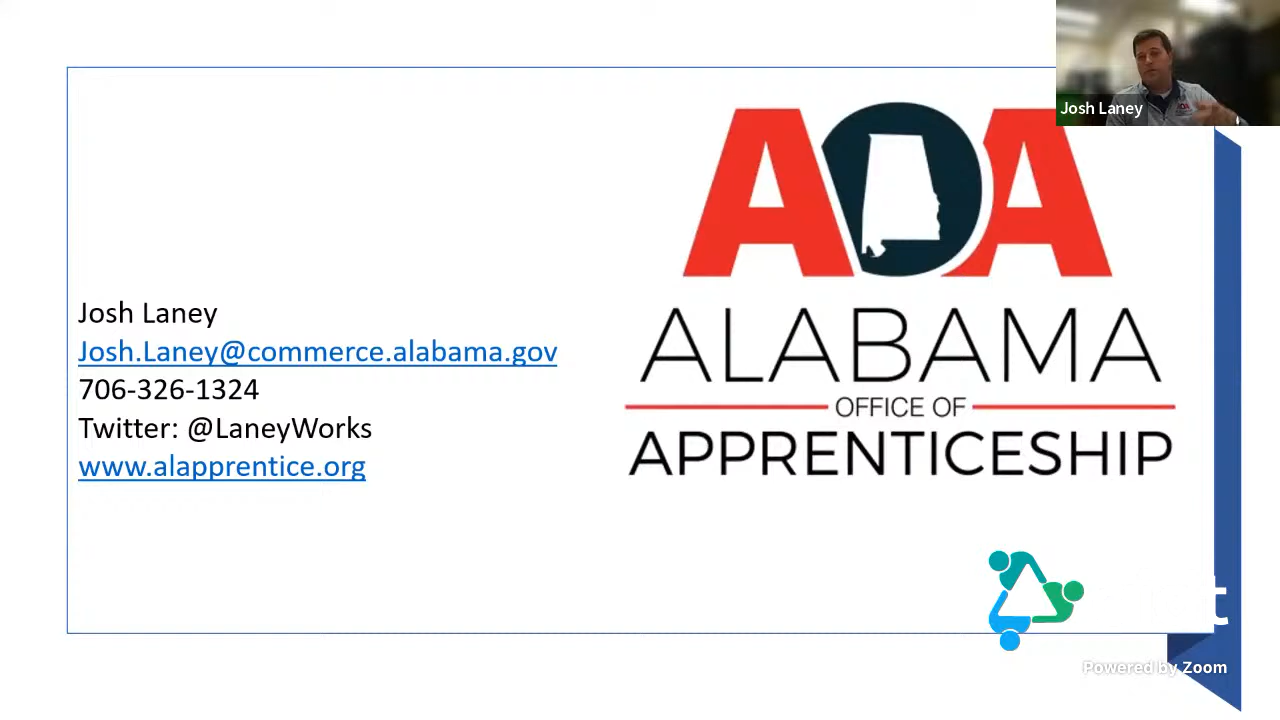 Josh Laney
AOA
Josh Laney
Josh.Laney@commerce.alabama.gov
706-326-1324
Twitter: @LaneyWorks
www.alapprentice.org
ALABAMA
OFFICE OF
APPRENTICESHIP
Powered by Zoom